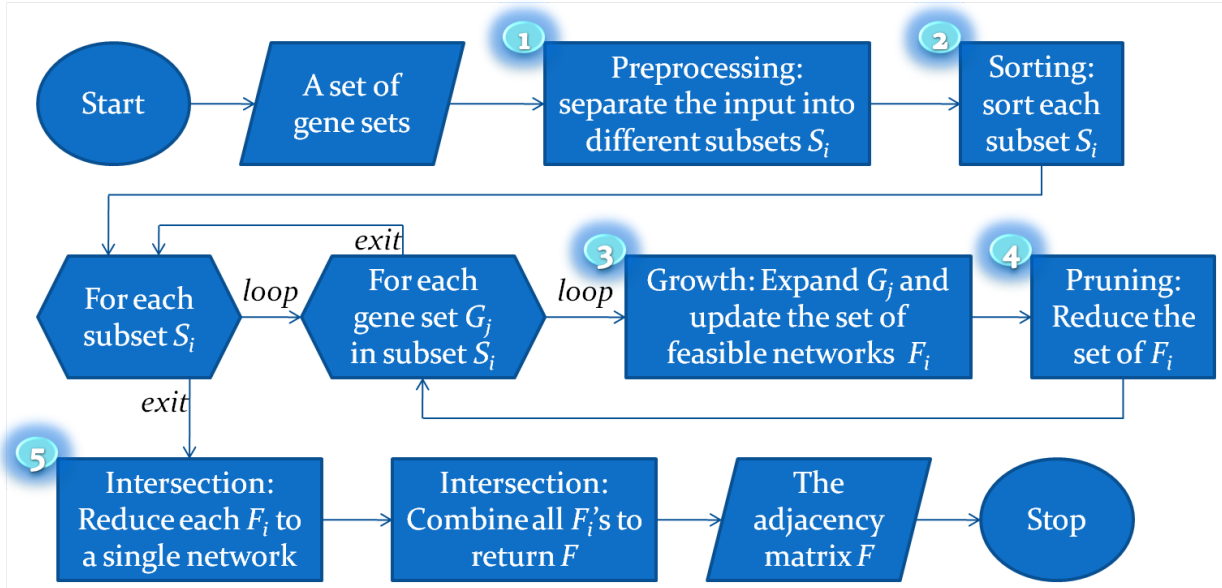 1
2
Start
A set of
gene sets
Preprocessing:
separate the input into
different subsets Si
Sorting:
sort each
subset Si
exit
3
4
For each
subset Si
loop
For each
gene set Gj
in subset Si
loop
Growth: Expand Gj and
update the set of
feasible networks Fi
Pruning:
Reduce the
set of Fi
exit
5
Intersection:
Reduce each Fi to
a single network
Intersection:
Combine all Fi's to
return F
The
adjacency
matrix F
Stop